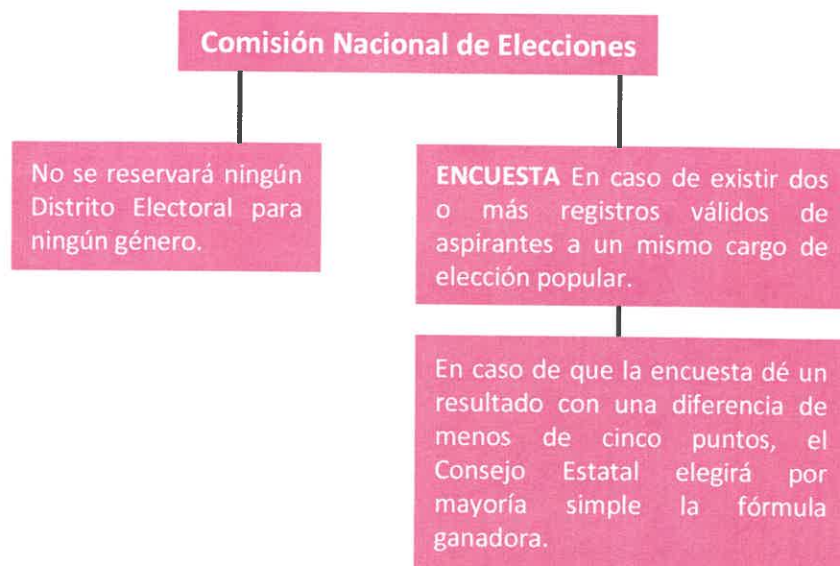 Comisión Nacional de Elecciones
No se reservará ningún
Distrito Electoral para
ningún género.
ENCUESTA En caso de existir dos
o más registros válidos de
aspirantes a un mismo cargo de
elección popular.
En caso de que la encuesta dé un
resultado con una diferencia de
menos de cinco puntos, el
Consejo Estatal elegirá por
mayoría simple la fórmula
ganadora.